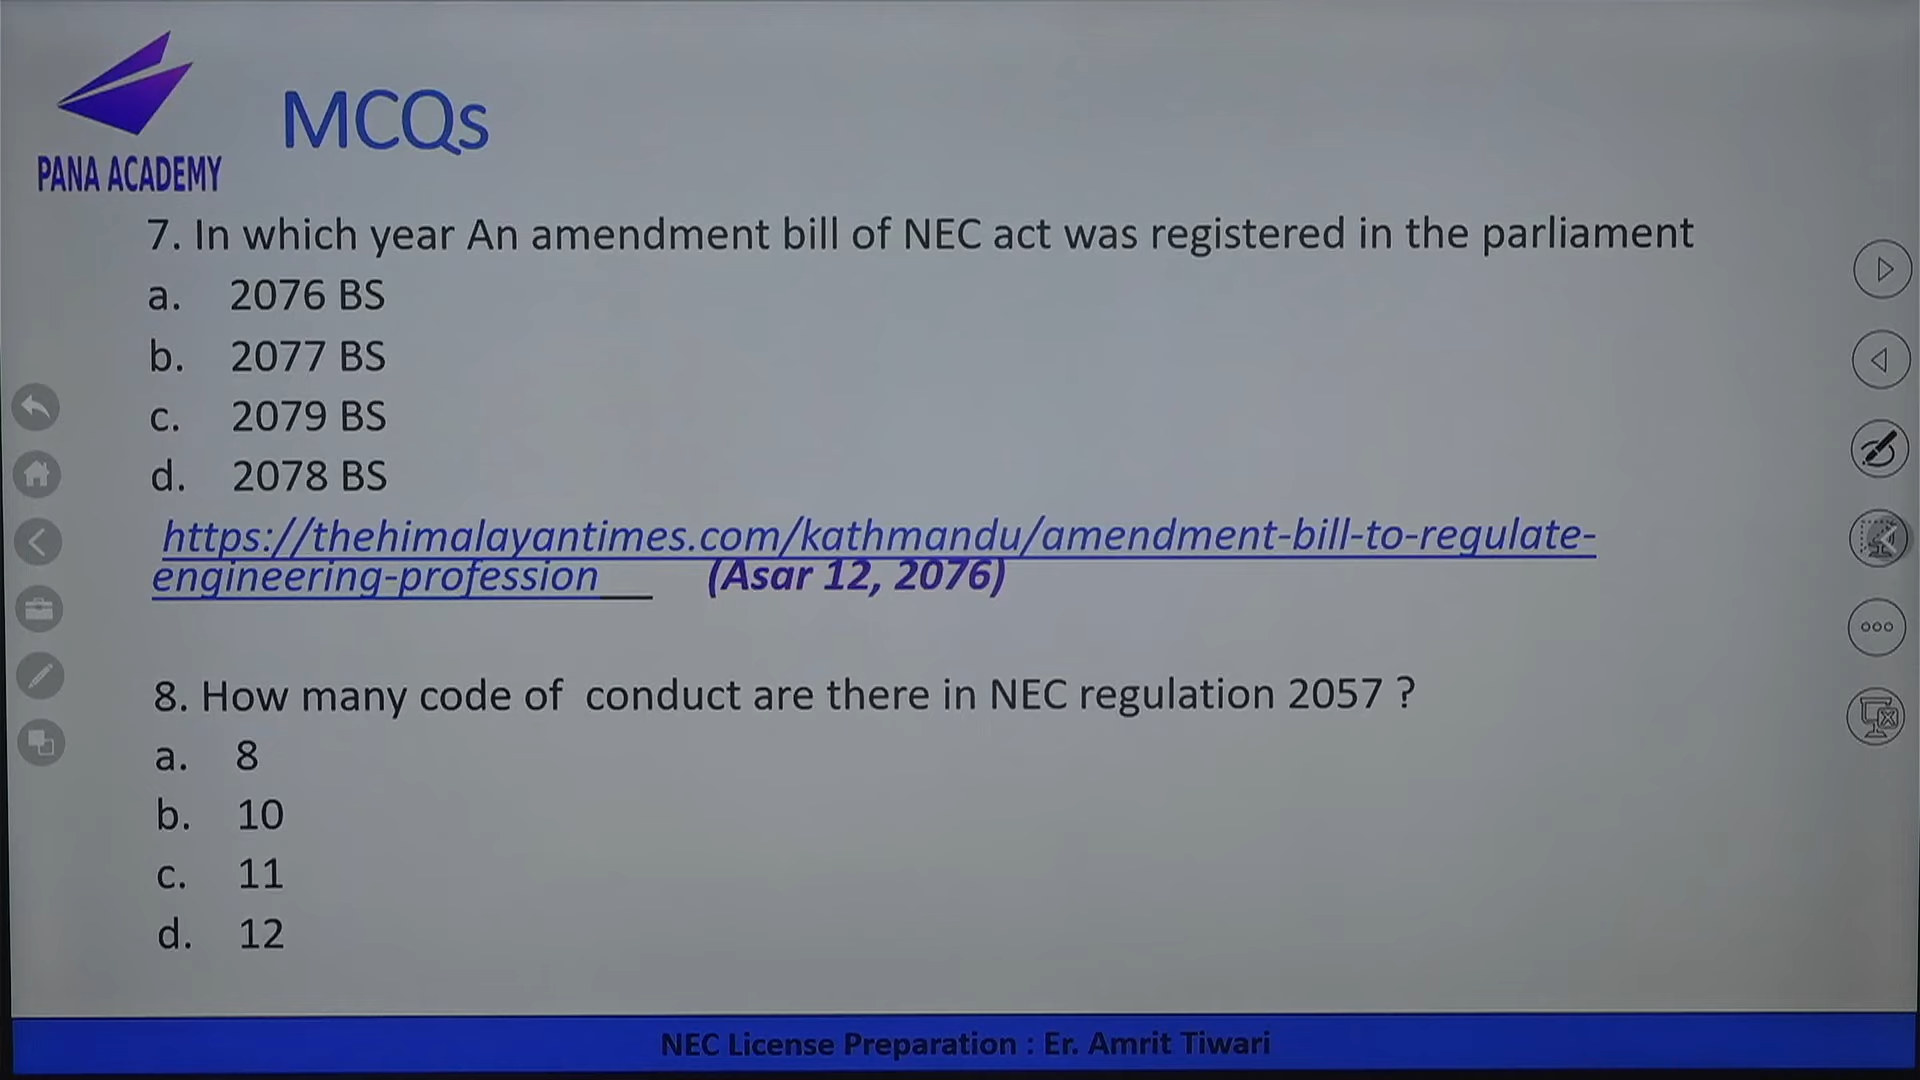 PANA ACADEMY
MCQs
7. In which year An amendment bill of NEC act was registered in the parliament
a. 2076 BS
b. 2077 BS
c. 2079 BS
d. 2078 BS
https://thehimalayantimes.com/kathmandu/amendment-bill-to-regulate-
engineering-profession (Asar 12, 2076)
8. How many code of conduct are there in NEC regulation 2057 ?
a. 8
b. 10
c. 11
d. 12
NEC License Preparation : Er. Amrit Tiwari